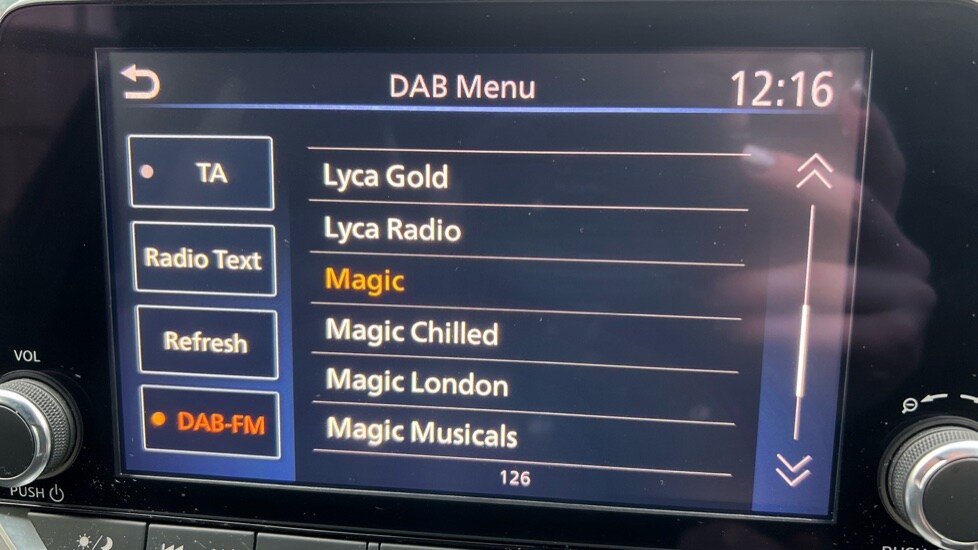 DAB Menu
12:16
TA
Radio Text
Refresh
DAB-FM
Lyca Gold
Lyca Radio
Magic
Magic Chilled
Magic London
Magic Musicals
126
VOL
PUSH